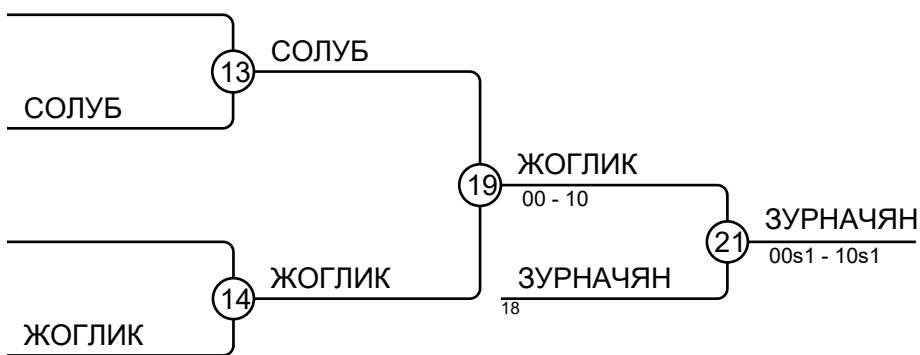 СОЛУБ
13
СОЛУБ
ЖОГЛИК
19
00 - 10
ЗУРНАЧЯН
21
00s1 - 10s1
ЖОГЛИК
ЗУРНАЧЯН
14
18
ЖОГЛИК